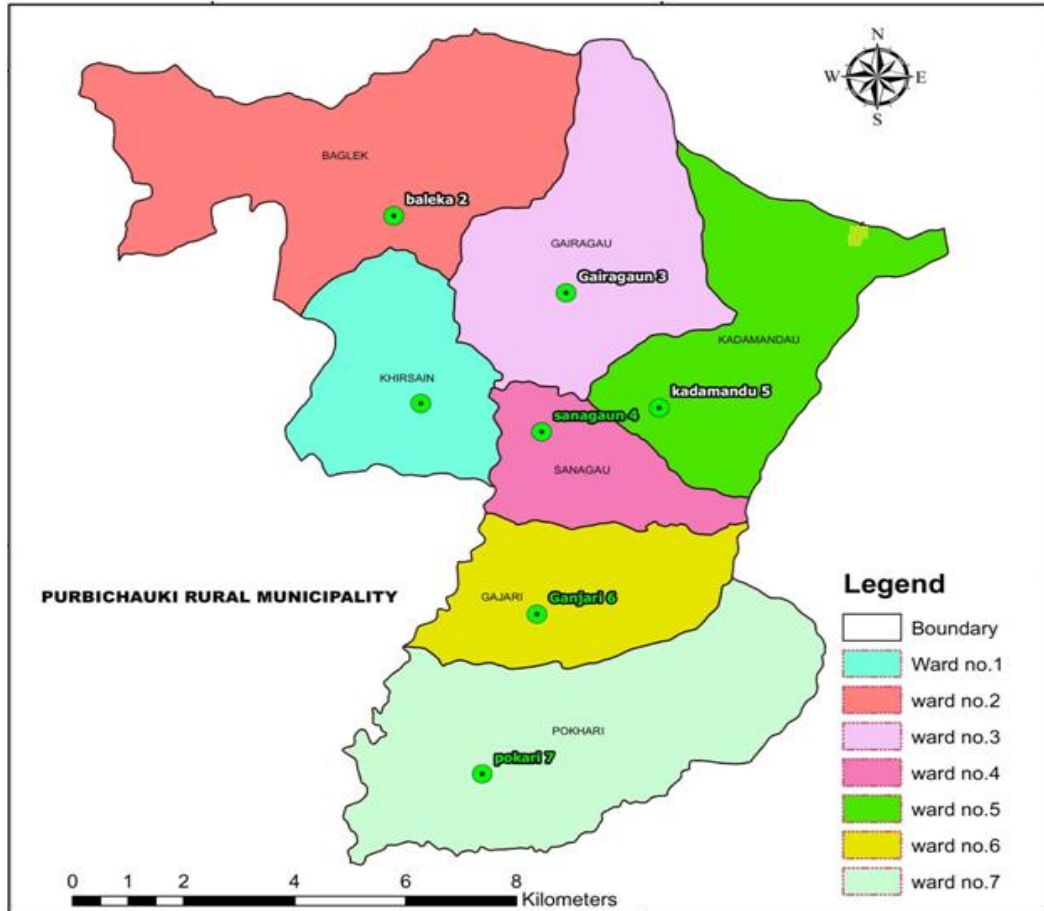 N
W E
S
BAGLEK
baleka 2
GAIRAGAU
Gairagaun 3
KADAMANDAU
KHIRSAIN
kadamandu 5
sanagaun 4
SANAGAU
PURBICHAUKI RURAL MUNICIPALITY
GAJARI
Ganjari 6
POKHARI
pokari 7
Legend
Boundary
Ward no.1
ward no.2
ward no.3
ward no.4
ward no.5
ward no.6
ward no.7
0 1 2 4 6 8
Kilometers